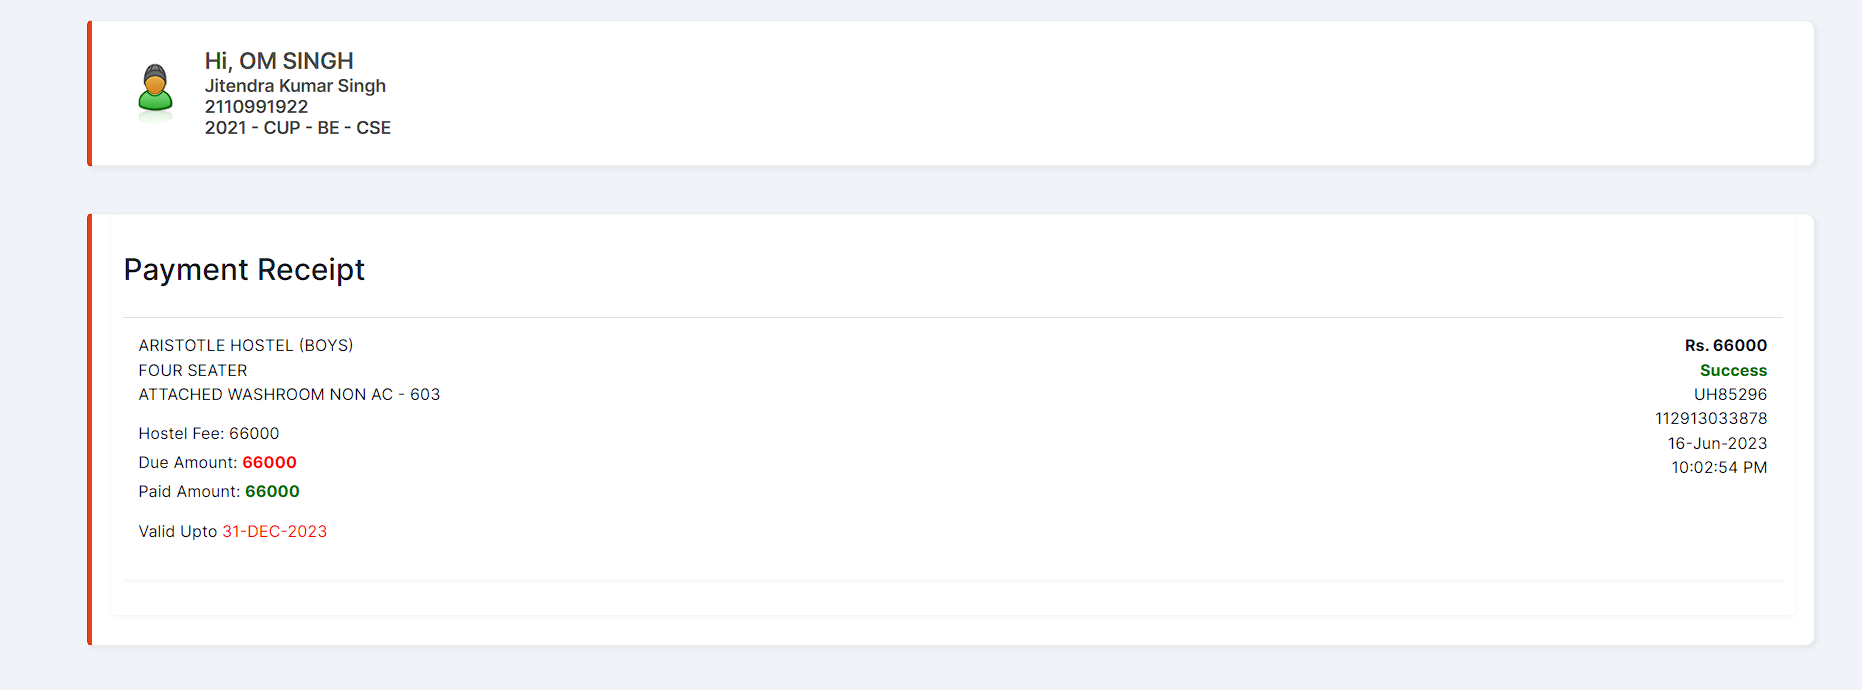 Hi, OM SINGH
Jitendra Kumar Singh
2110991922
2021 - CUP - BE - CSE
Payment Receipt
ARISTOTLE HOSTEL (BOYS)
FOUR SEATER
ATTACHED WASHROOM NON AC - 603
Hostel Fee: 66000
Due Amount: 66000
Paid Amount: 66000
Valid Upto 31-DEC-2023
Rs. 66000
Success
UH85296
112913033878
16-Jun-2023
10:02:54 PM